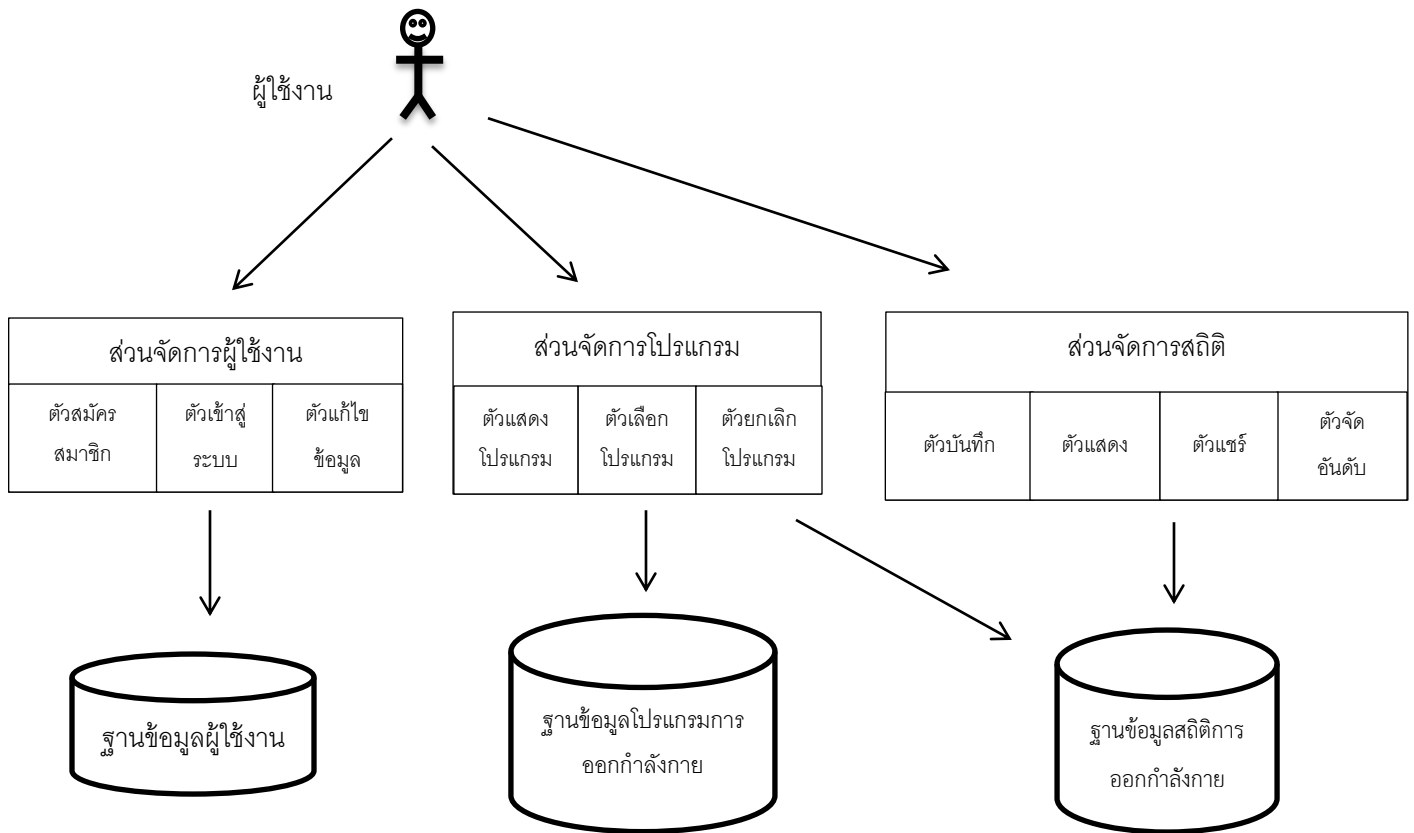 ผู้ใช้งาน
ส่วนจัดการผู้ใช้งาน
ตัวสมัคร
สมาชิก
ตัวเข้าสู่
ระบบ
ตัวแก้ไข
ข้อมูล
ส่วนจัดการโปรแกรม
ตัวแสดง
โปรแกรม
ตัวเลือก
โปรแกรม
ตัวยกเลิก
โปรแกรม
ส่วนจัดการสถิติ
ตัวบันทึก
ตัวแสดง
ตัวแชร์
ตัวจัด
อันดับ
ฐานข้อมูลผู้ใช้งาน
ฐานข้อมูลโปรแกรมการ
ออกกำลังกาย
ฐานข้อมูลสถิติการ
ออกกำลังกาย